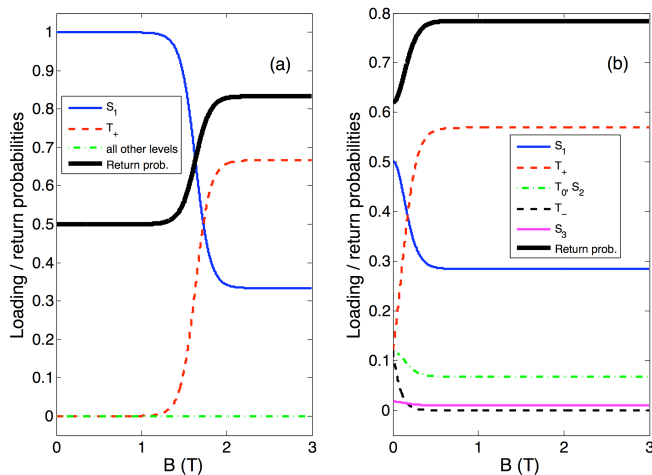 (a)
Loading / return probabilities
1
0.9
0.8
0.7
0.6
0.5
0.4
0.3
0.2
0.1
0
S₁
T₊
all other levels
Return prob.
0
1
2
3
B (T)
(b)
Loading / return probabilities
0.8
0.7
0.6
0.5
0.4
0.3
0.2
0.1
0
S₁
T₊
T₀, S₂
T₋
S₃
Return prob.
0
1
2
3
B (T)